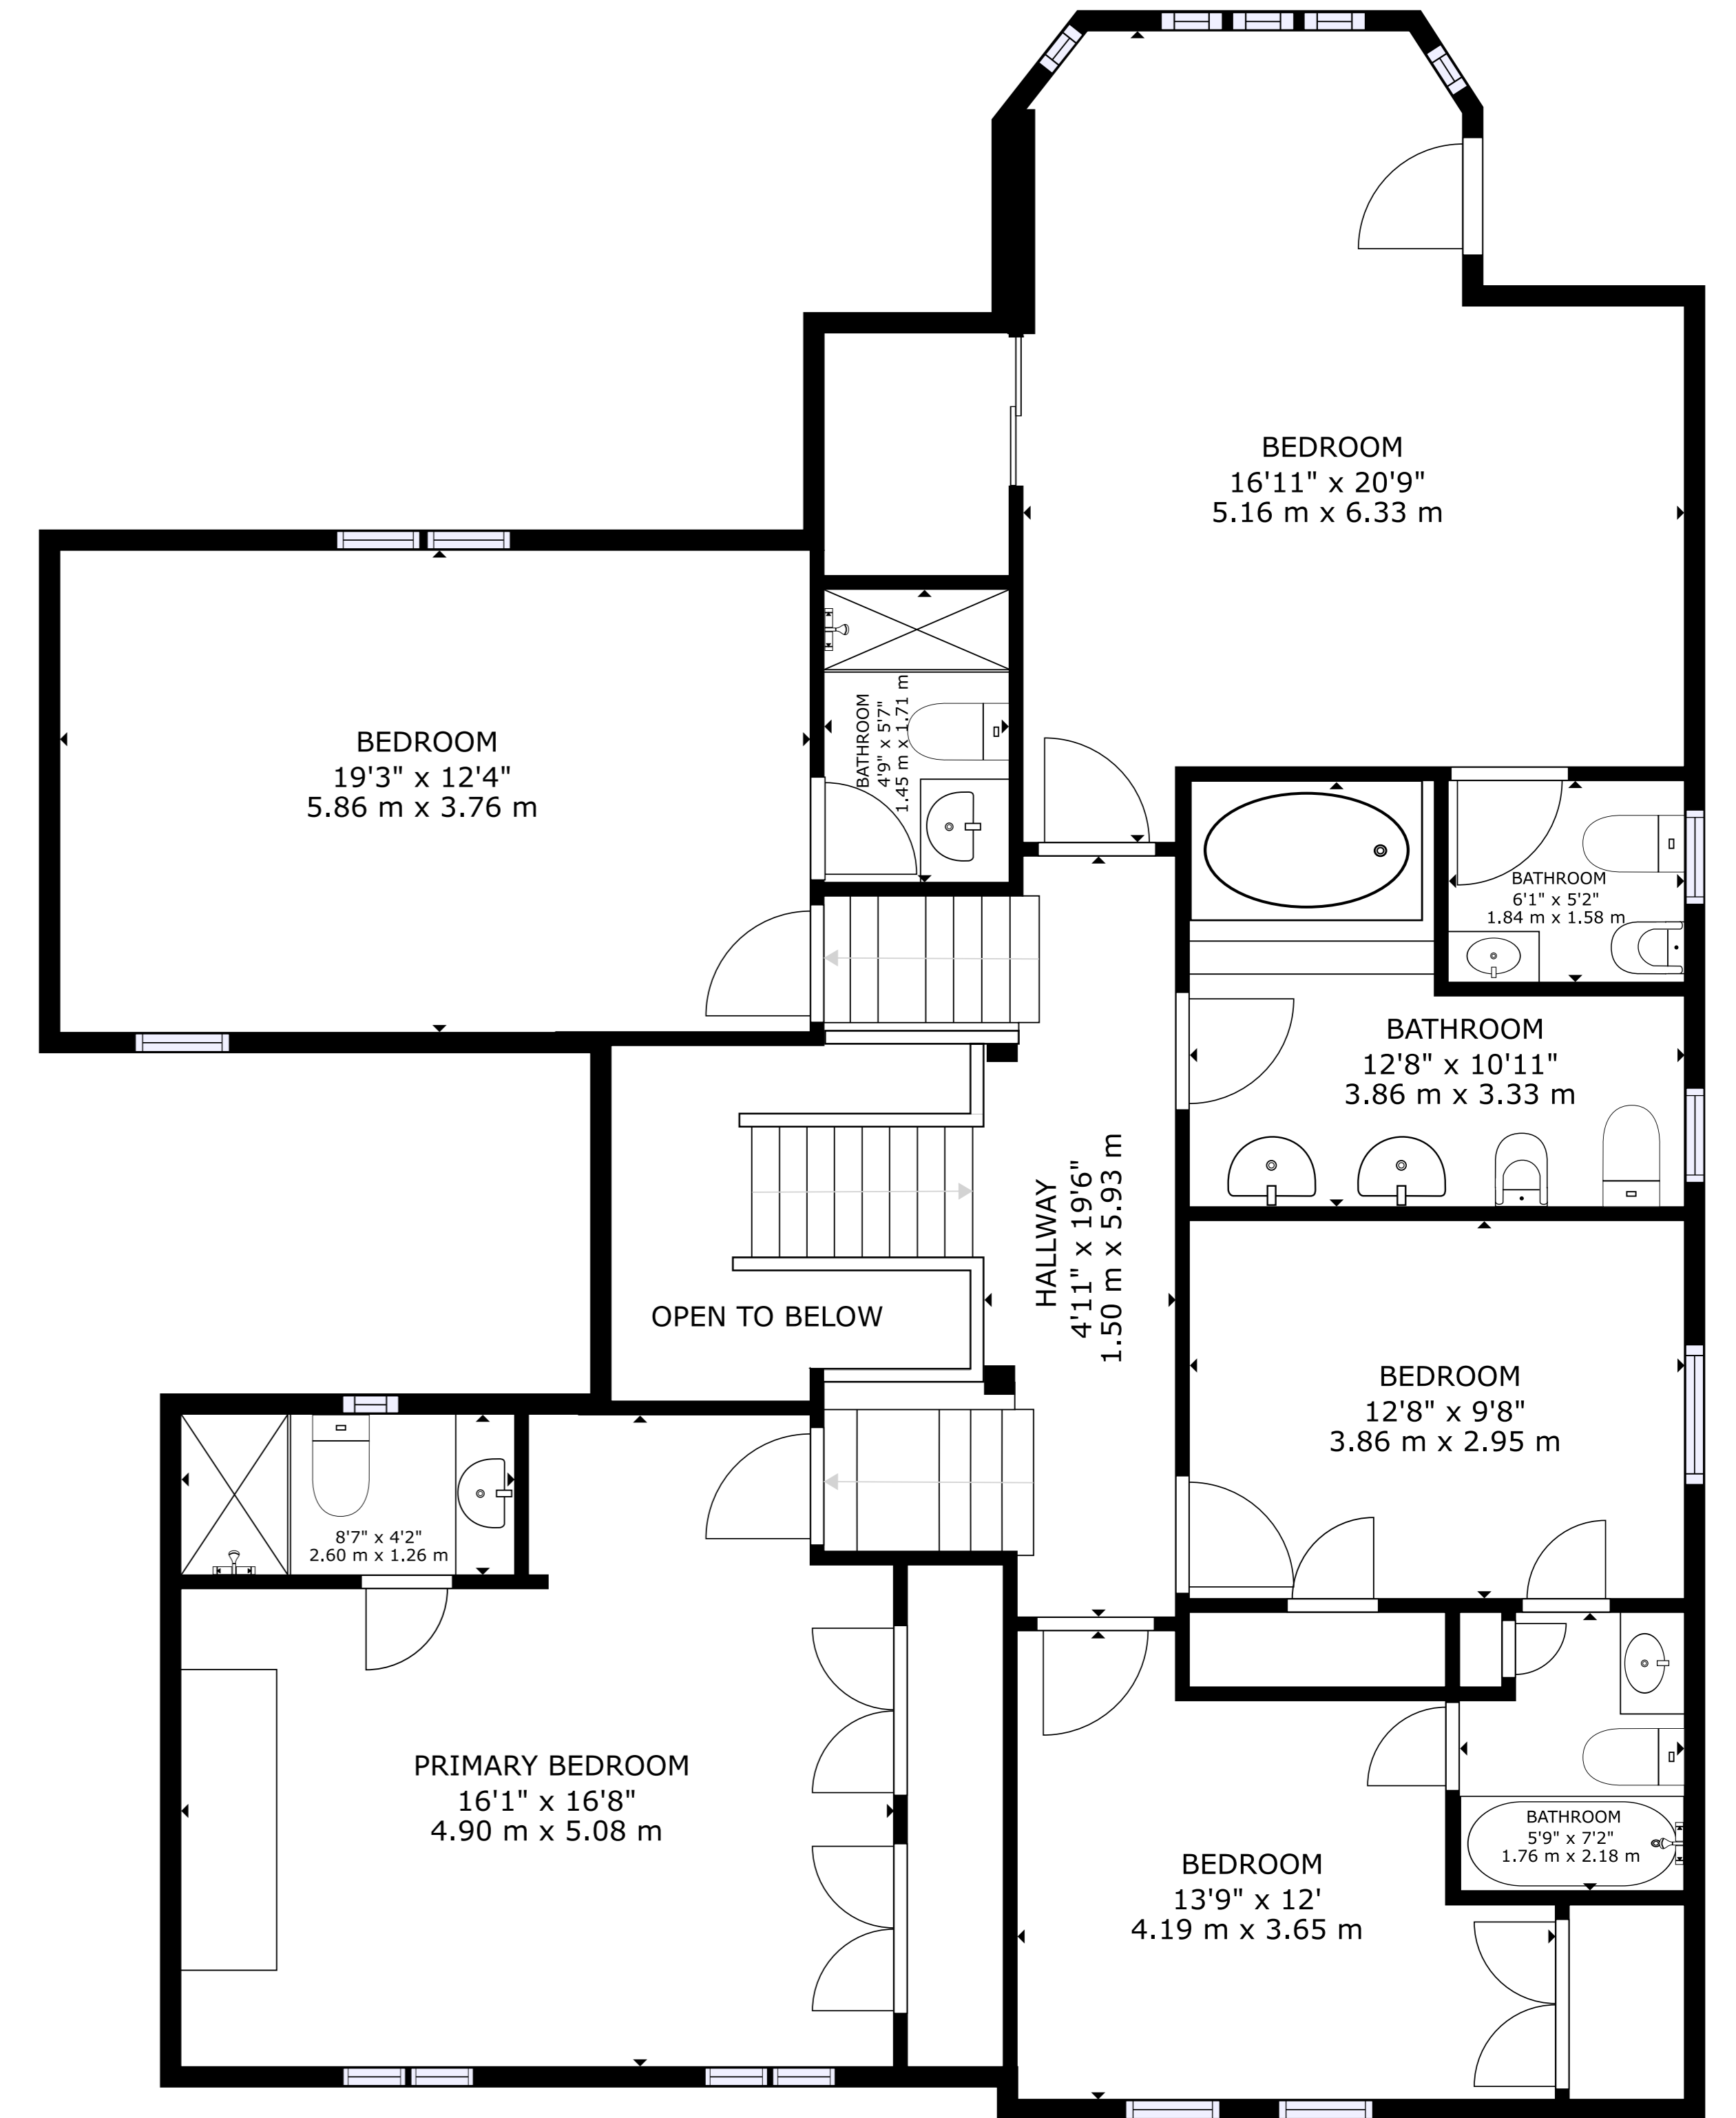 BEDROOM
16'11" x 20'9"
5.16 m x 6.33 m
BEDROOM
19'3" x 12'4"
5.86 m x 3.76 m
BATHROOM
4'9" x 5'7"
1.45 m x 1.71 m
BATHROOM
6'1" x 5'2"
1.84 m x 1.58 m
BATHROOM
12'8" x 10'11"
3.86 m x 3.33 m
HALLWAY
4'11" x 19'6"
1.50 m x 5.93 m
OPEN TO BELOW
BEDROOM
12'8" x 9'8"
3.86 m x 2.95 m
8'7" x 4'2"
2.60 m x 1.26 m
PRIMARY BEDROOM
16'1" x 16'8"
4.90 m x 5.08 m
BATHROOM
5'9" x 7'2"
1.76 m x 2.18 m
BEDROOM
13'9" x 12'
4.19 m x 3.65 m